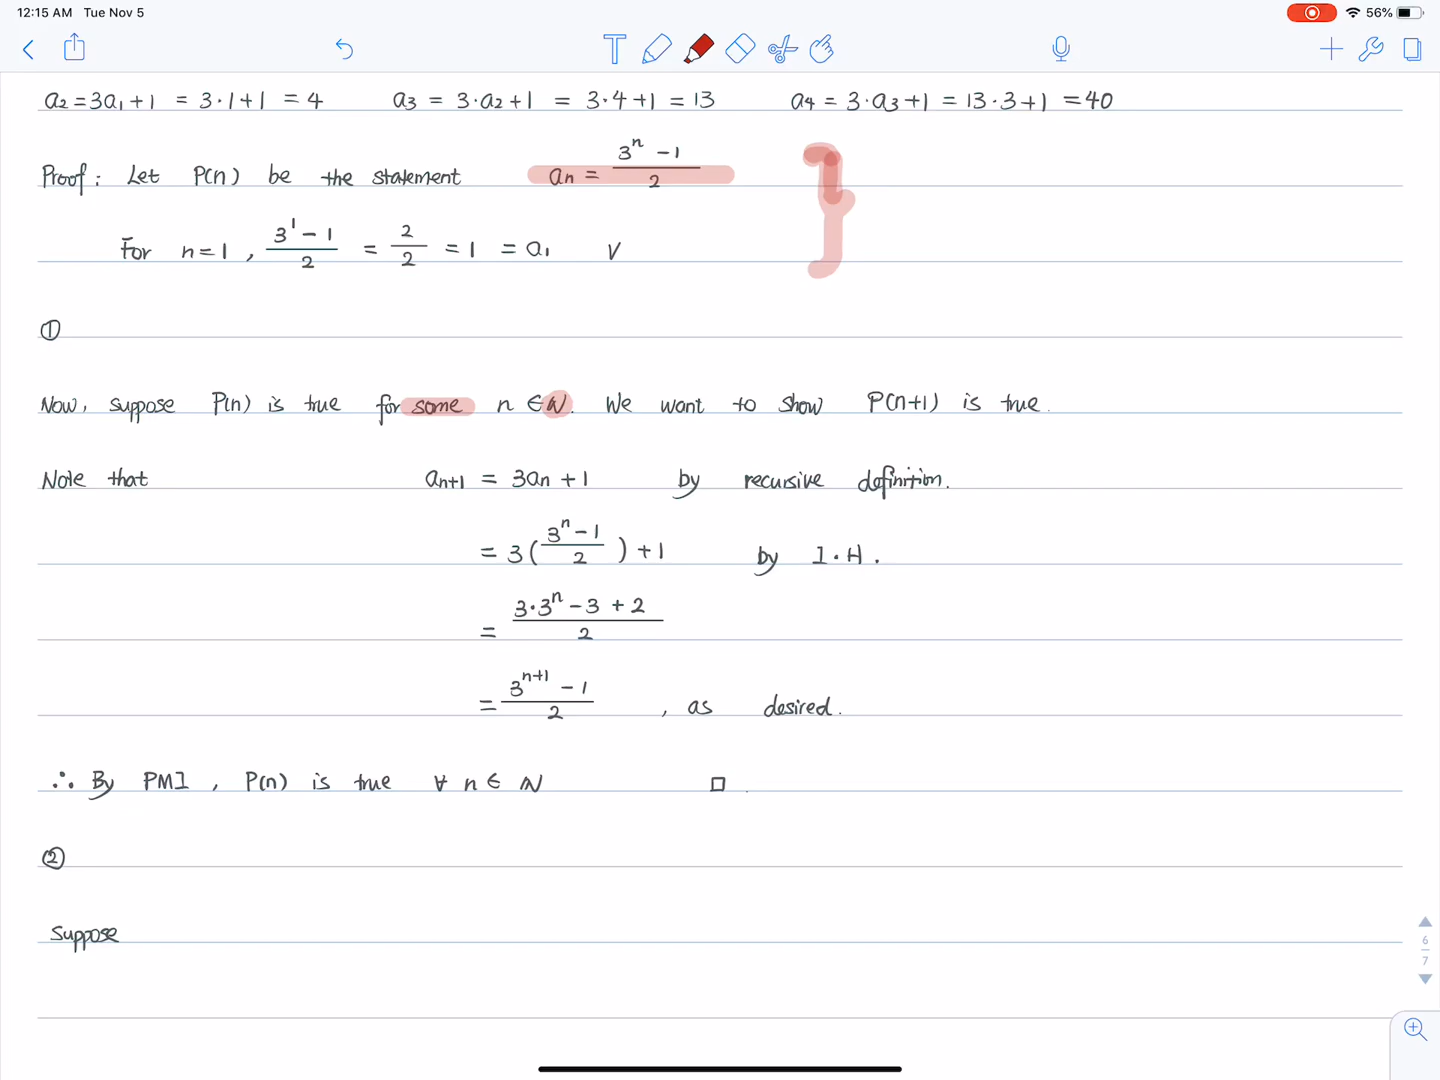 12:15 AM Tue Nov 5 56%
a₂ = 3a₁ + 1 = 3·1+1 = 4 a₃ = 3·a₂+1 = 3·4+1 = 13 a₄ = 3·a₃+1 = 13·3+1 = 40
Proof: Let P(n) be the statement aₙ = (3ⁿ - 1)/2
For n=1, (3¹ - 1)/2 = 2/2 = 1 = a₁ ✓
①
Now, suppose P(n) is true for some n ∈ ℕ. We want to show P(n+1) is true.
Note that aₙ₊₁ = 3aₙ + 1 by recursive definition.
= 3((3ⁿ - 1)/2) + 1 by I.H.
= (3·3ⁿ - 3 + 2)/2
= (3ⁿ⁺¹ - 1)/2, as desired.
∴ By PMI, P(n) is true ∀ n ∈ ℕ □.
②
Suppose
6
7